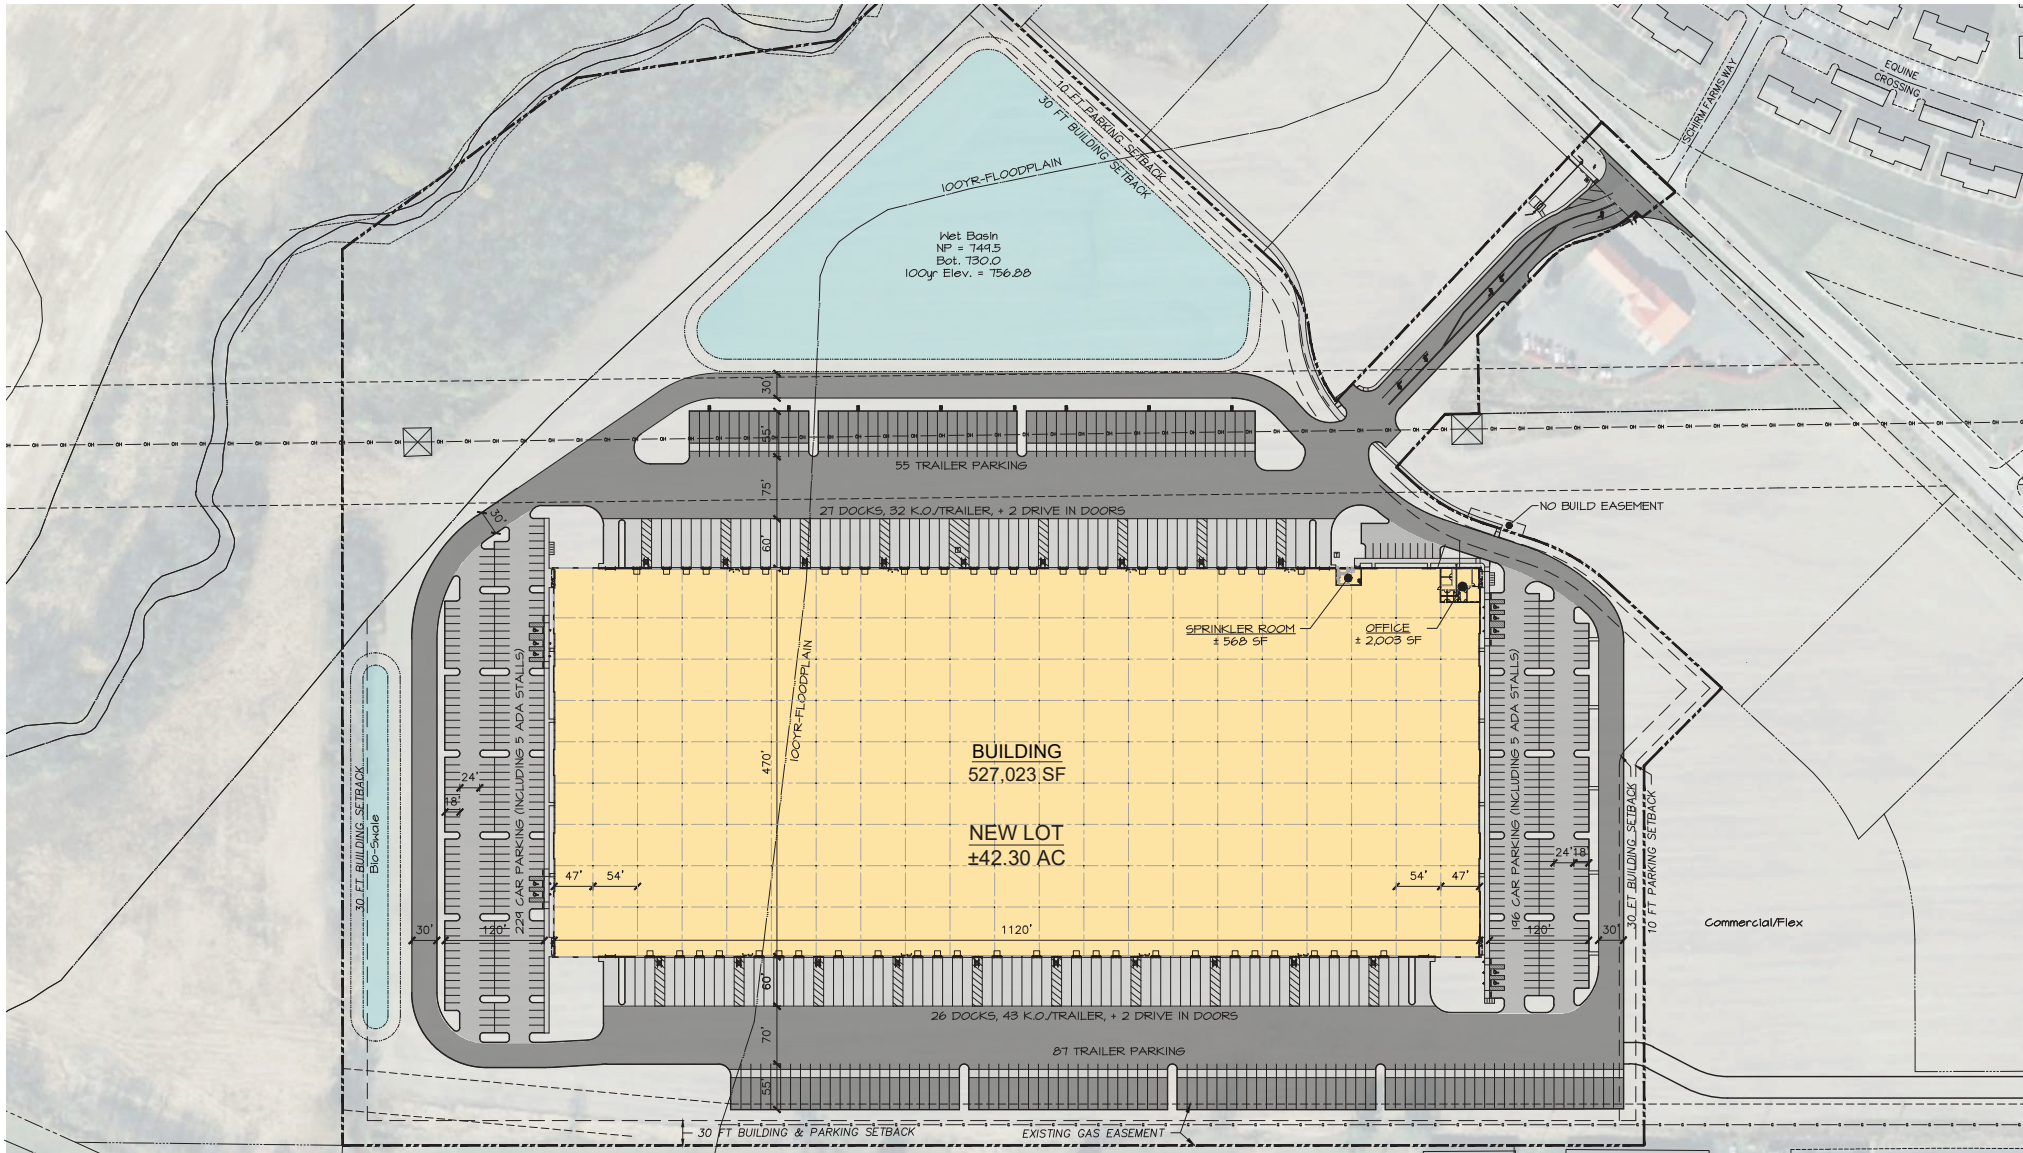 EQUINE
CROSSING
SCHIRM FARMS WAY
10 FT PARKING SETBACK
30 FT BUILDING SETBACK
100YR-FLOODPLAIN
Wet Basin
NP = 749.5
Bot. 730.0
100yr Elev. = 756.88
30'
55'
55 TRAILER PARKING
75'
27 DOCKS, 32 K.O./TRAILER, + 2 DRIVE IN DOORS
NO BUILD EASEMENT
30'
60'
SPRINKLER ROOM
± 568 SF
OFFICE
± 2,003 SF
100YR-FLOODPLAIN
229 CAR PARKING (INCLUDING 5 ADA STALLS)
196 CAR PARKING (INCLUDING 5 ADA STALLS)
470'
BUILDING
527,023 SF
NEW LOT
±42.30 AC
24'
18'
30 FT BUILDING SETBACK
Bio-Swale
47'
54'
54'
47'
24'
18'
30 FT BUILDING SETBACK
10 FT PARKING SETBACK
Commercial/Flex
30'
120'
1120'
120'
30'
60'
26 DOCKS, 43 K.O./TRAILER, + 2 DRIVE IN DOORS
70'
87 TRAILER PARKING
55'
30 FT BUILDING & PARKING SETBACK
EXISTING GAS EASEMENT